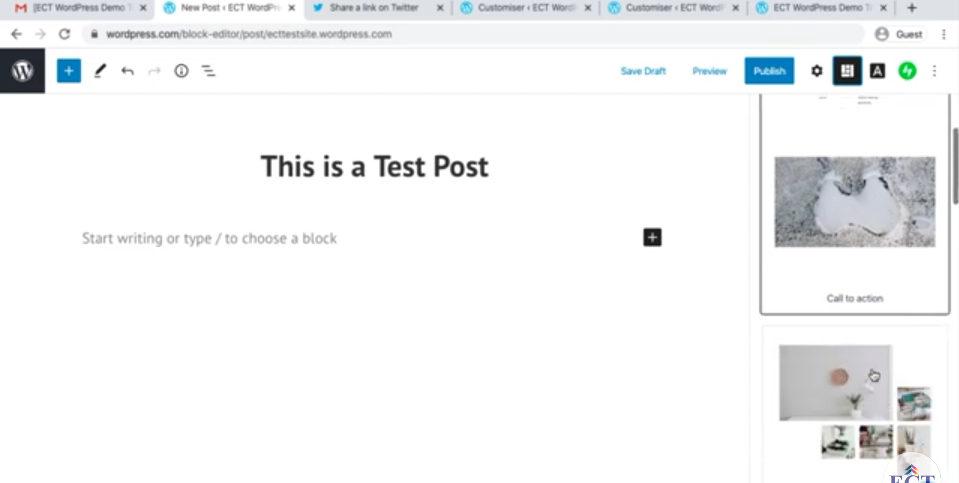 [ECT WordPress Demo T
New Post ‹ ECT WordPre
Share a link on Twitter
Customiser ‹ ECT Word
Customiser ‹ ECT Word
ECT WordPress Demo T
wordpress.com/block-editor/post/ecttestsite.wordpress.com
Guest
Save Draft
Preview
Publish
A
This is a Test Post
Start writing or type / to choose a block
Call to action
ECT